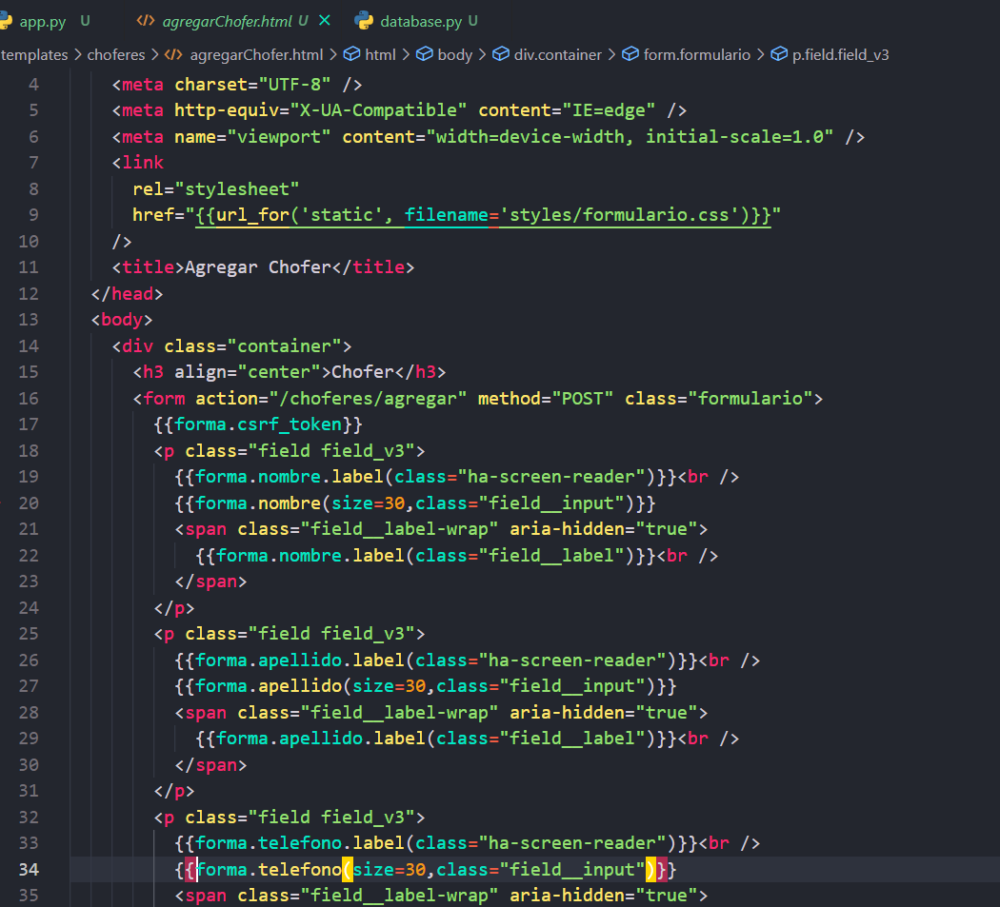 app.py U agregarChofer.html U × database.py U
templates > choferes > </> agregarChofer.html > html > body > div.container > form.formulario > p.field.field_v3
4 <meta charset="UTF-8" />
5 <meta http-equiv="X-UA-Compatible" content="IE=edge" />
6 <meta name="viewport" content="width=device-width, initial-scale=1.0" />
7 <link
8 rel="stylesheet"
9 href="{{url_for('static', filename='styles/formulario.css')}}"
10 />
11 <title>Agregar Chofer</title>
12 </head>
13 <body>
14 <div class="container">
15 <h3 align="center">Chofer</h3>
16 <form action="/choferes/agregar" method="POST" class="formulario">
17 {{forma.csrf_token}}
18 <p class="field field_v3">
19 {{forma.nombre.label(class="ha-screen-reader")}}<br />
20 {{forma.nombre(size=30,class="field__input")}}
21 <span class="field__label-wrap" aria-hidden="true">
22 {{forma.nombre.label(class="field__label")}}<br />
23 </span>
24 </p>
25 <p class="field field_v3">
26 {{forma.apellido.label(class="ha-screen-reader")}}<br />
27 {{forma.apellido(size=30,class="field__input")}}
28 <span class="field__label-wrap" aria-hidden="true">
29 {{forma.apellido.label(class="field__label")}}<br />
30 </span>
31 </p>
32 <p class="field field_v3">
33 {{forma.telefono.label(class="ha-screen-reader")}}<br />
34 {{forma.telefono(size=30,class="field__input")}}
35 <span class="field__label-wrap" aria-hidden="true">